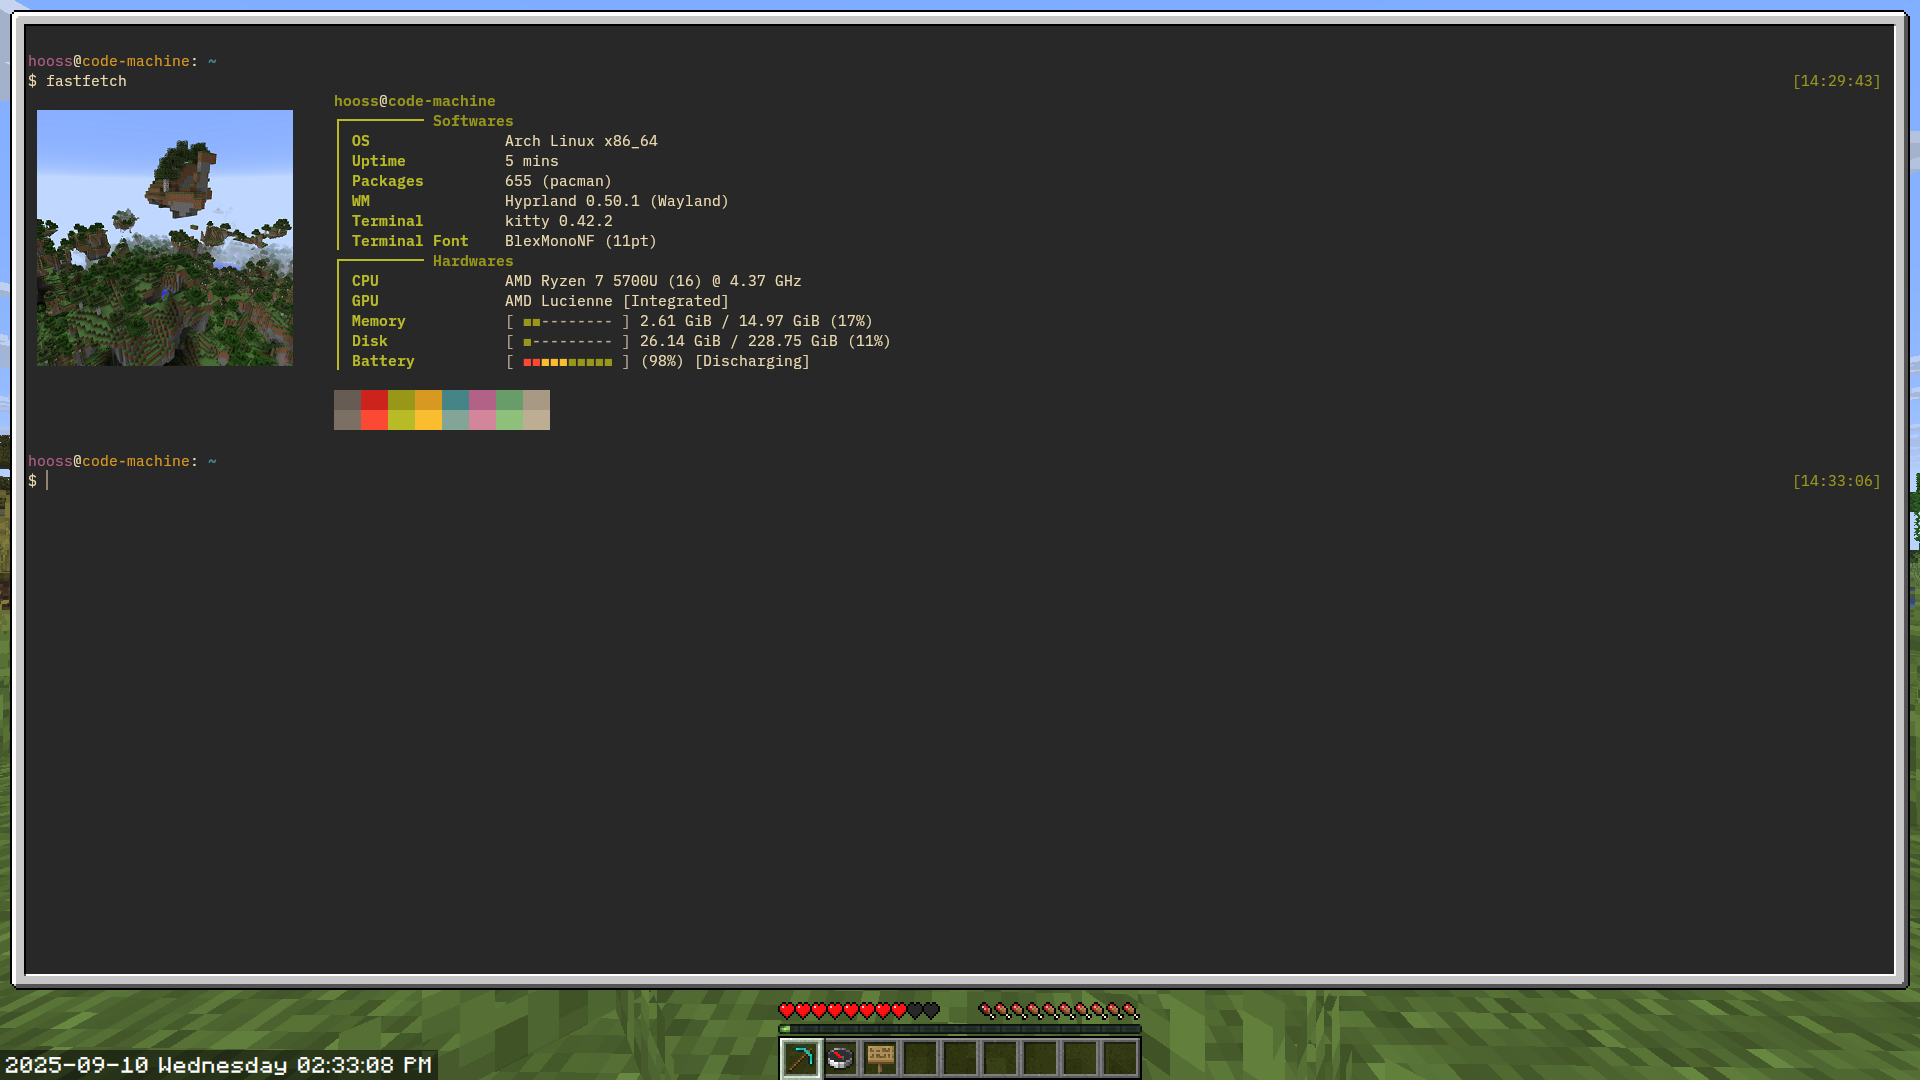 hooss@code-machine: ~
$ fastfetch [14:29:43]
hooss@code-machine
Softwares
OS Arch Linux x86_64
Uptime 5 mins
Packages 655 (pacman)
WM Hyprland 0.50.1 (Wayland)
Terminal kitty 0.42.2
Terminal Font BlexMonoNF (11pt)
Hardwares
CPU AMD Ryzen 7 5700U (16) @ 4.37 GHz
GPU AMD Lucienne [Integrated]
Memory [ ■■-------- ] 2.61 GiB / 14.97 GiB (17%)
Disk [ ■--------- ] 26.14 GiB / 228.75 GiB (11%)
Battery [ ■■■■■■■■■■ ] (98%) [Discharging]
hooss@code-machine: ~
$ [14:33:06]
2025-09-10 Wednesday 02:33:08 PM